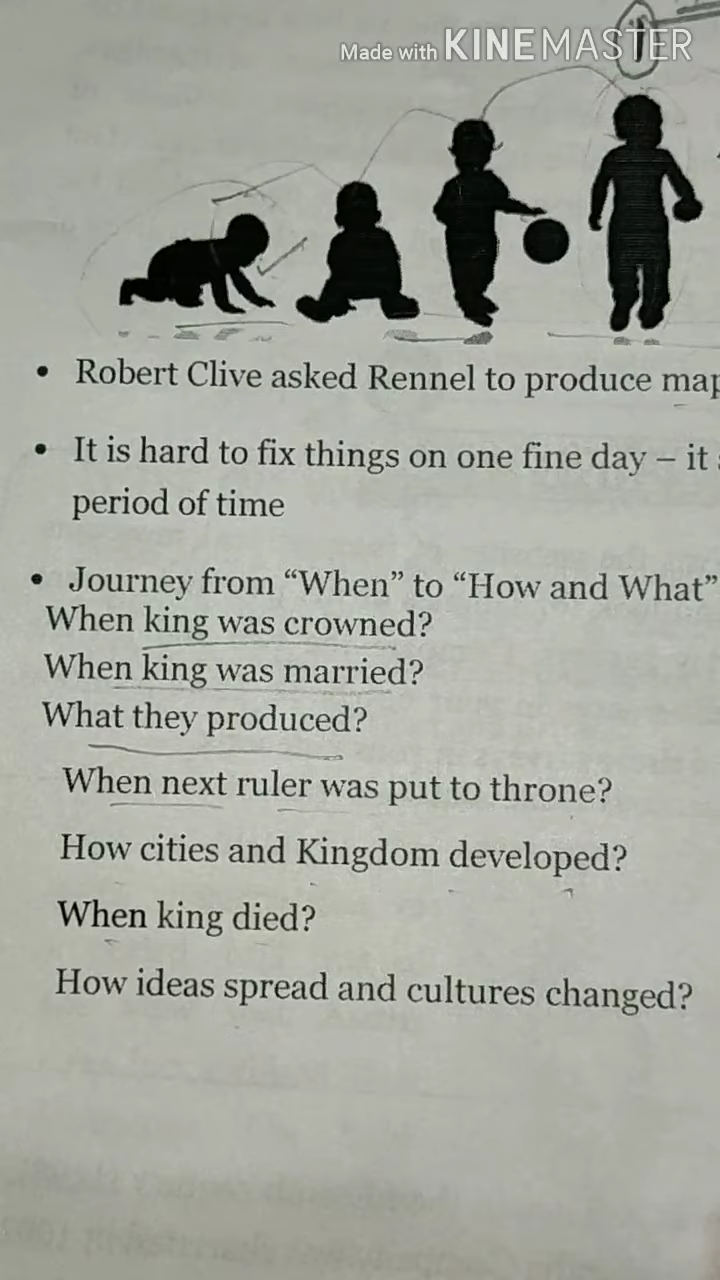 Made with KINEMASTER
• Robert Clive asked Rennel to produce
• It is hard to fix things on one fine day – it
period of time
• Journey from “When” to “How and What”
When king was crowned?
When king was married?
What they produced?
When next ruler was put to throne?
How cities and Kingdom developed?
When king died?
How ideas spread and cultures changed?